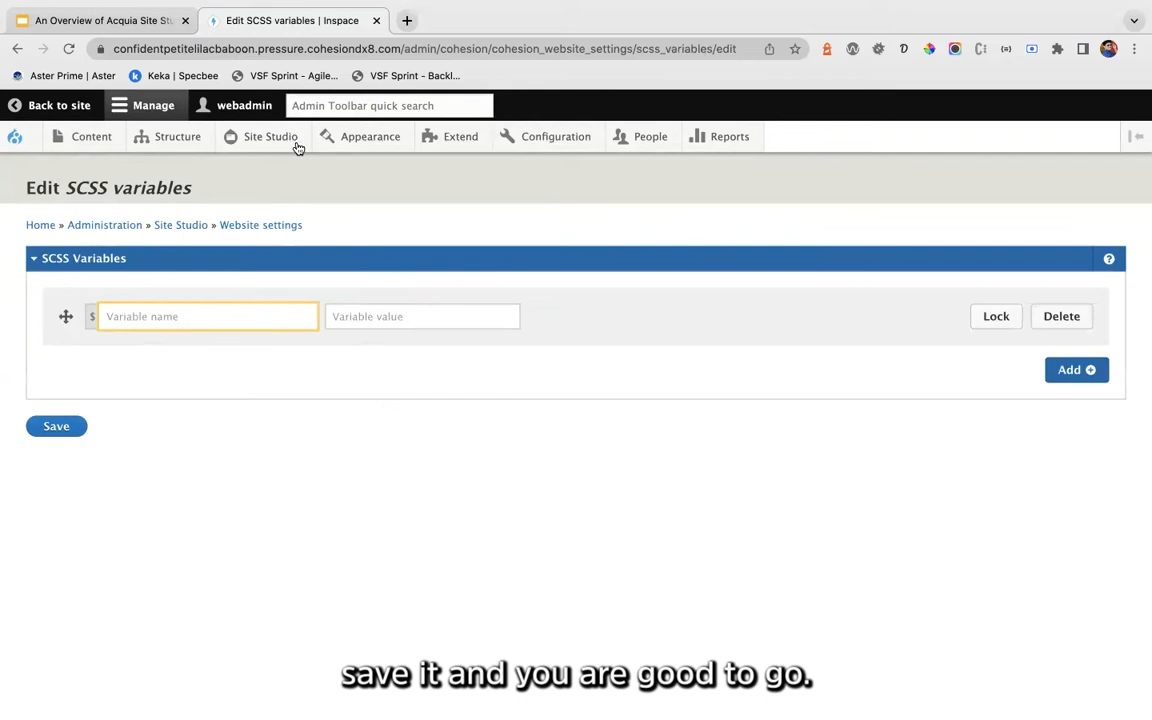 An Overview of Acquia Site Stu
Edit SCSS variables | Inspace
confidentpetitelilacbaboon.pressure.cohesiondx8.com/admin/cohesion/cohesion_website_settings/scss_variables/edit
Aster Prime | Aster
Keka | Specbee
VSF Sprint - Agile...
VSF Sprint - Backl...
Back to site
Manage
webadmin
Admin Toolbar quick search
Content
Structure
Site Studio
Appearance
Extend
Configuration
People
Reports
Edit SCSS variables
Home » Administration » Site Studio » Website settings
SCSS Variables
$
Variable name
Variable value
Lock
Delete
Add
Save
save it and you are good to go.